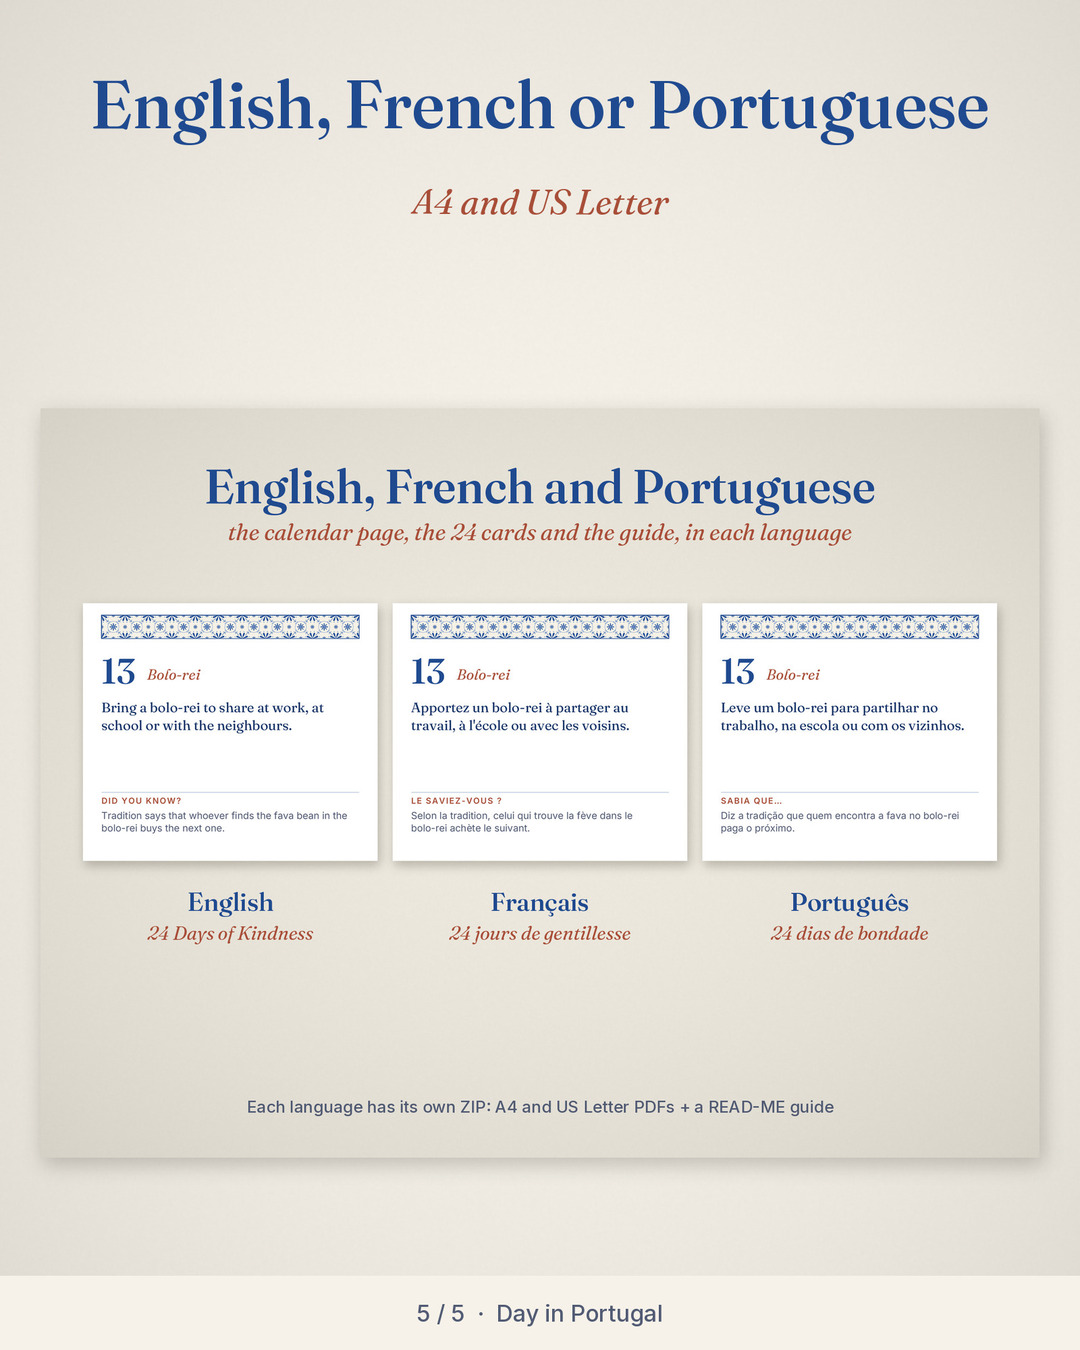 English, French or Portuguese
A4 and US Letter
English, French and Portuguese
the calendar page, the 24 cards and the guide, in each language
13 Bolo-rei
Bring a bolo-rei to share at work, at
school or with the neighbours.
DID YOU KNOW?
Tradition says that whoever finds the fava bean in the
bolo-rei buys the next one.
English
24 Days of Kindness
13 Bolo-rei
Apportez un bolo-rei à partager au
travail, à l'école ou avec les voisins.
LE SAVIEZ-VOUS ?
Selon la tradition, celui qui trouve la fève dans le
bolo-rei achète le suivant.
Français
24 jours de gentillesse
13 Bolo-rei
Leve um bolo-rei para partilhar no
trabalho, na escola ou com os vizinhos.
SABIA QUE...
Diz a tradição que quem encontra a fava no bolo-rei
paga o próximo.
Português
24 dias de bondade
Each language has its own ZIP: A4 and US Letter PDFs + a READ-ME guide
5 / 5 · Day in Portugal